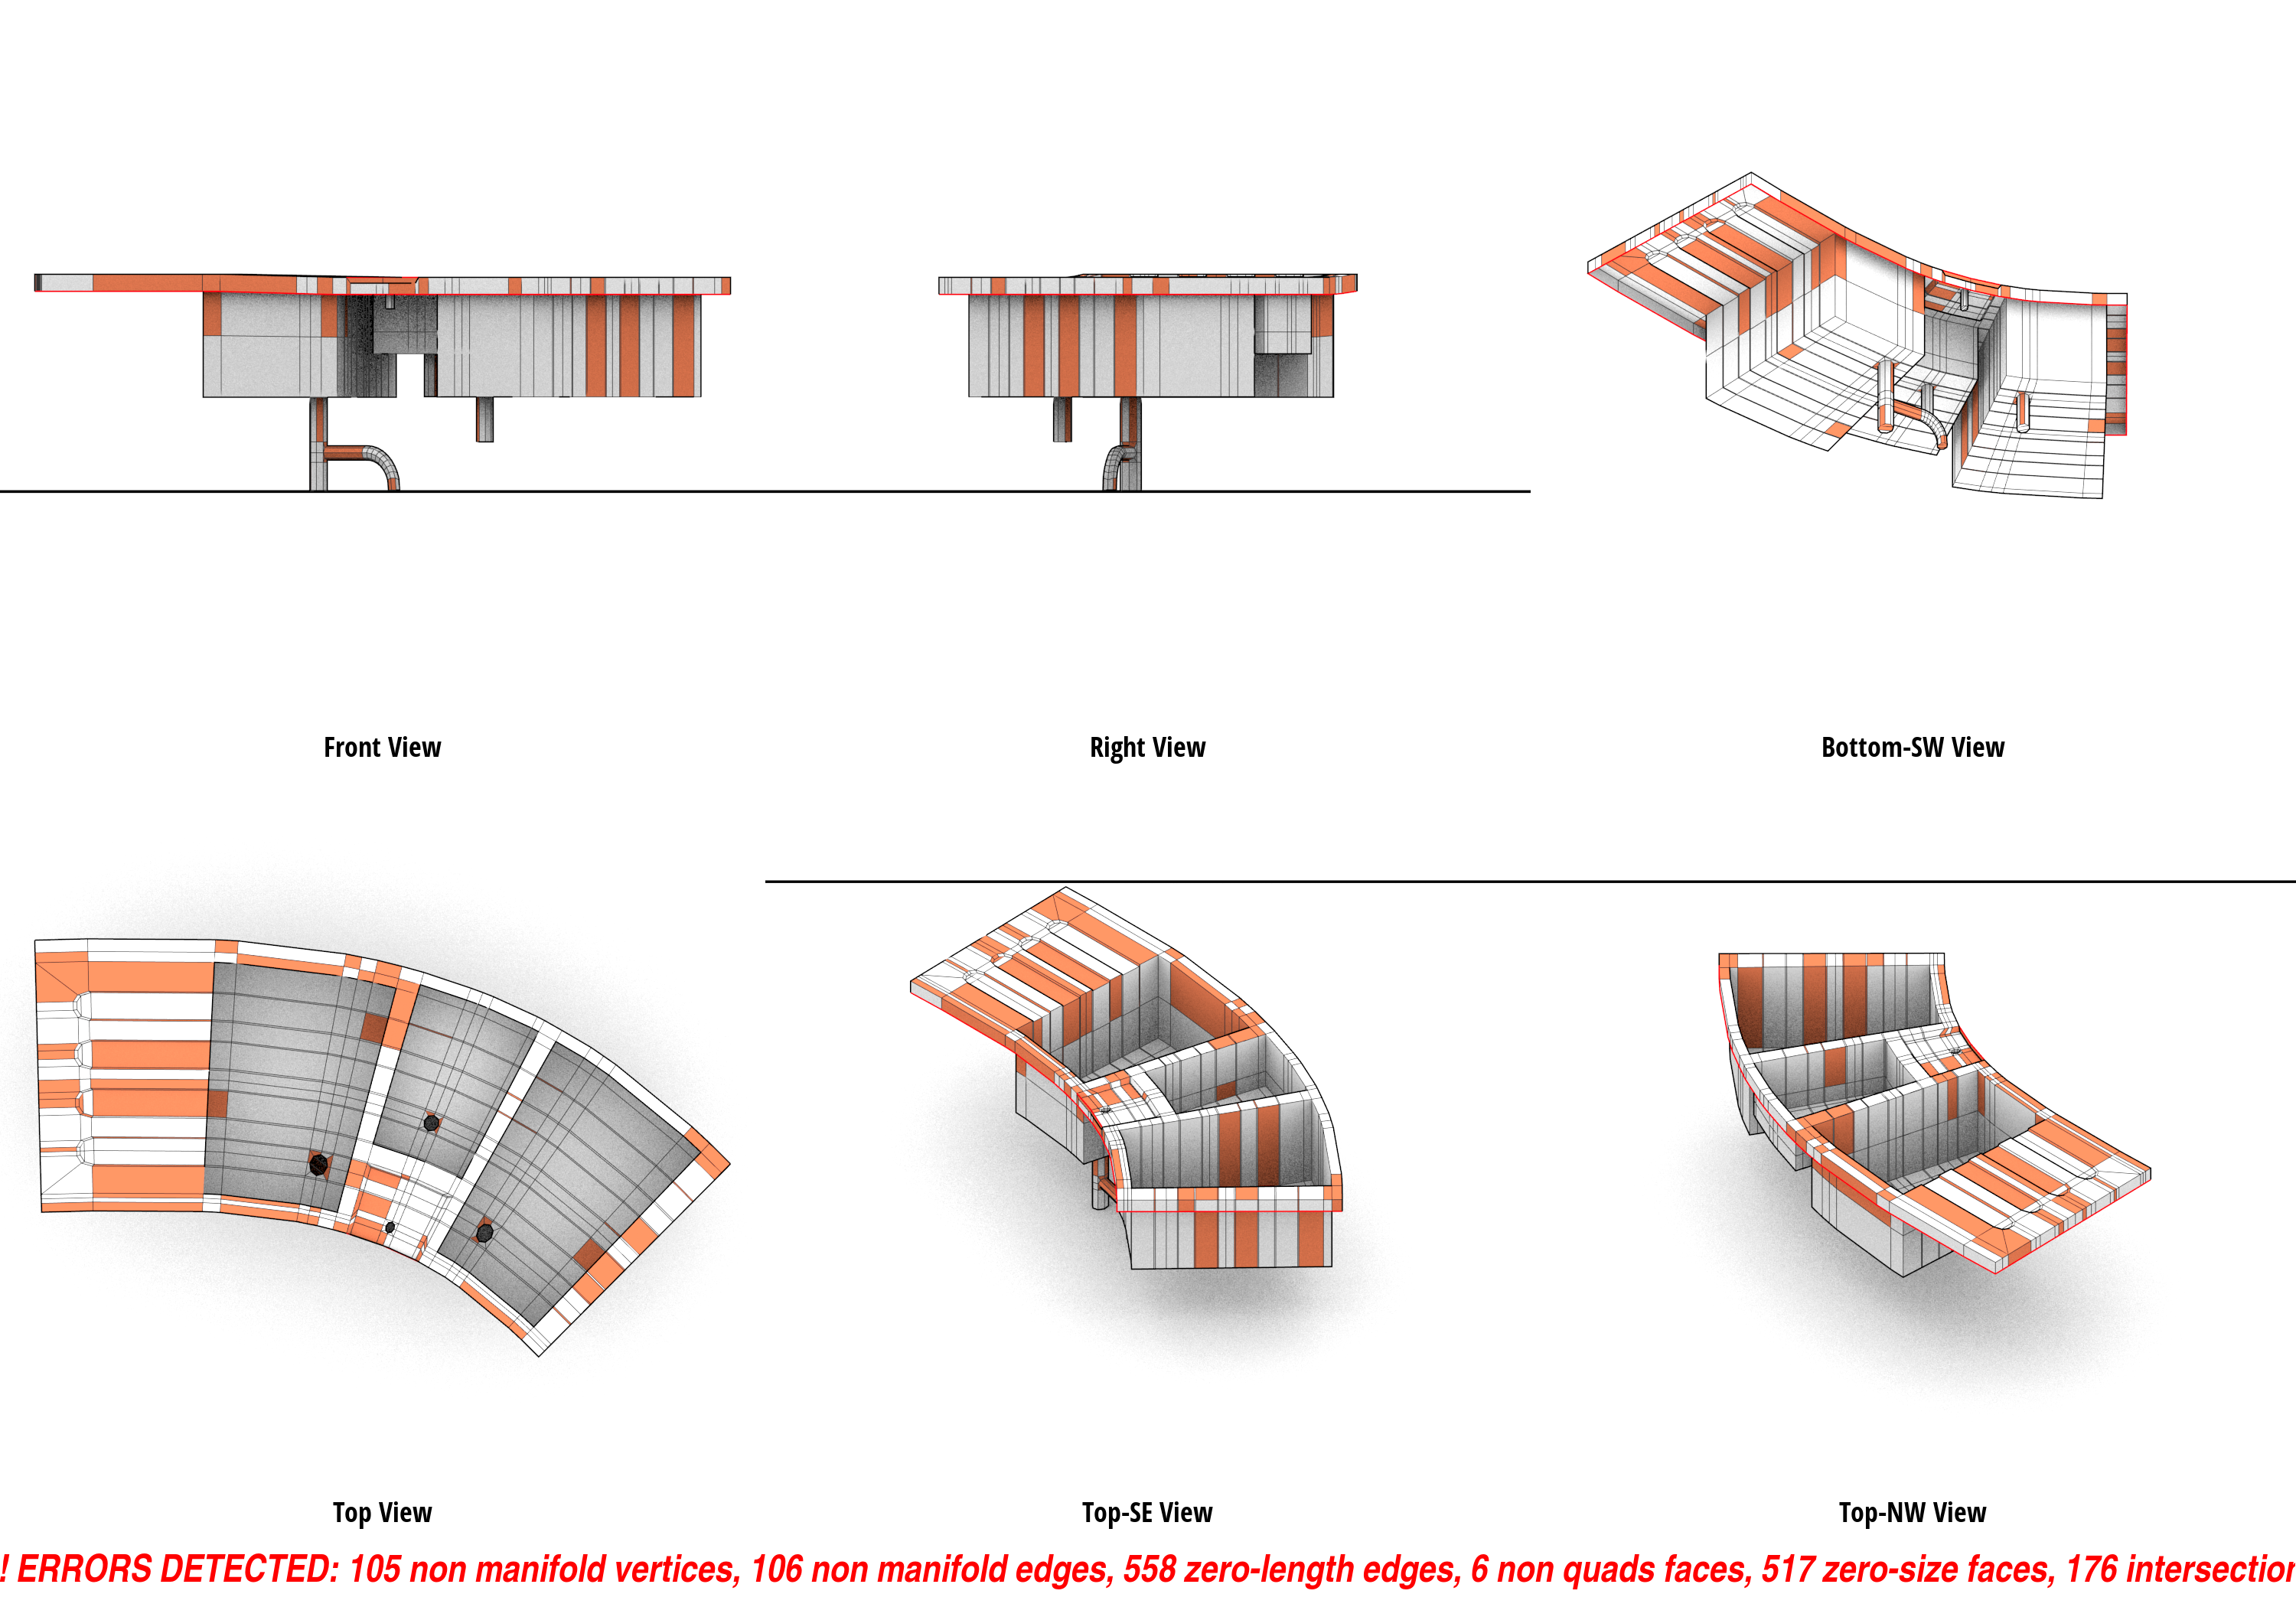 Front View
Right View
Bottom-SW View
Top View
Top-SE View
Top-NW View
! ERRORS DETECTED: 105 non manifold vertices, 106 non manifold edges, 558 zero-length edges, 6 non quads faces, 517 zero-size faces, 176 intersection